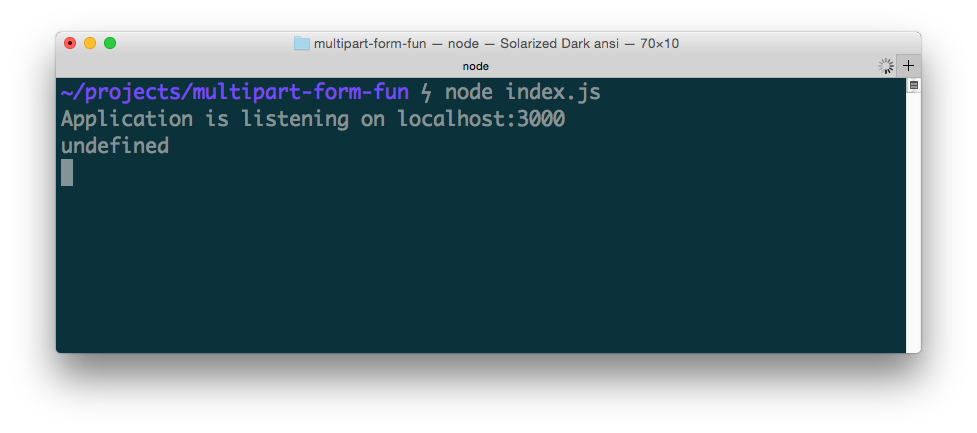 multipart-form-fun — node — Solarized Dark ansi — 70×10
node
~/projects/multipart-form-fun ϟ node index.js
Application is listening on localhost:3000
undefined